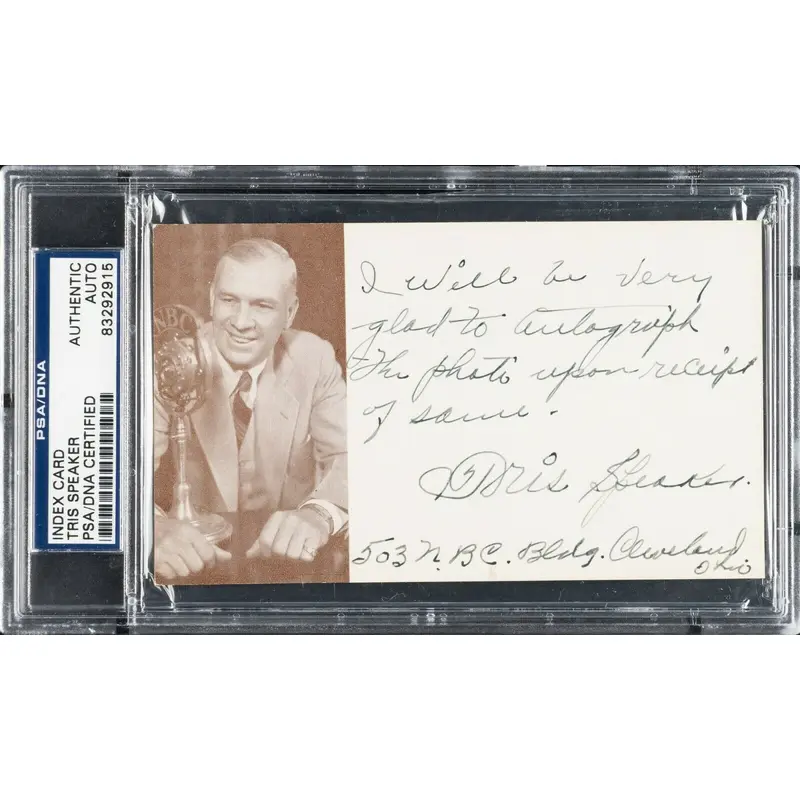 PSA/DNA
INDEX CARD
TRIS SPEAKER
PSA/DNA CERTIFIED
AUTHENTIC
AUTO
83292915
NBC
I will be very
glad to autograph
The photo upon receipt
of same.
Tris Speaker.
503 N.B.C. Bldg. Cleveland
Ohio